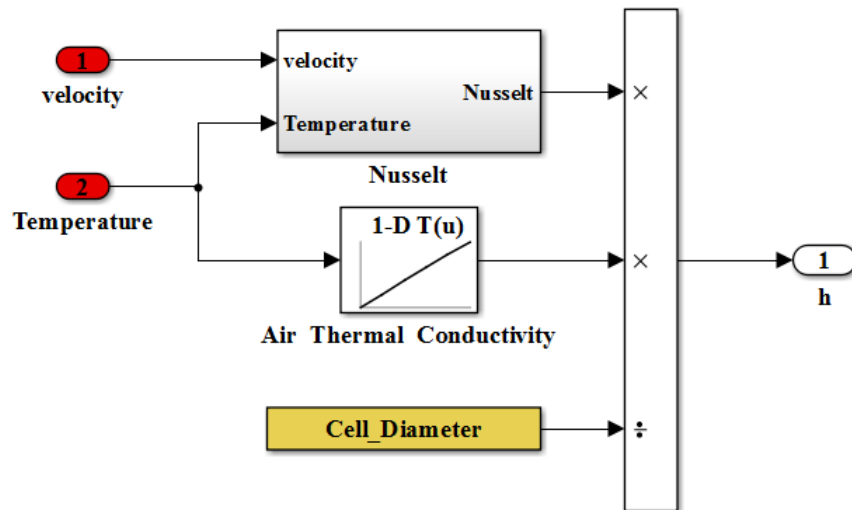 1
velocity
velocity
Temperature
Nusselt
Nusselt
×
2
Temperature
1-D T(u)
Air Thermal Conductivity
×
1
h
Cell_Diameter
÷